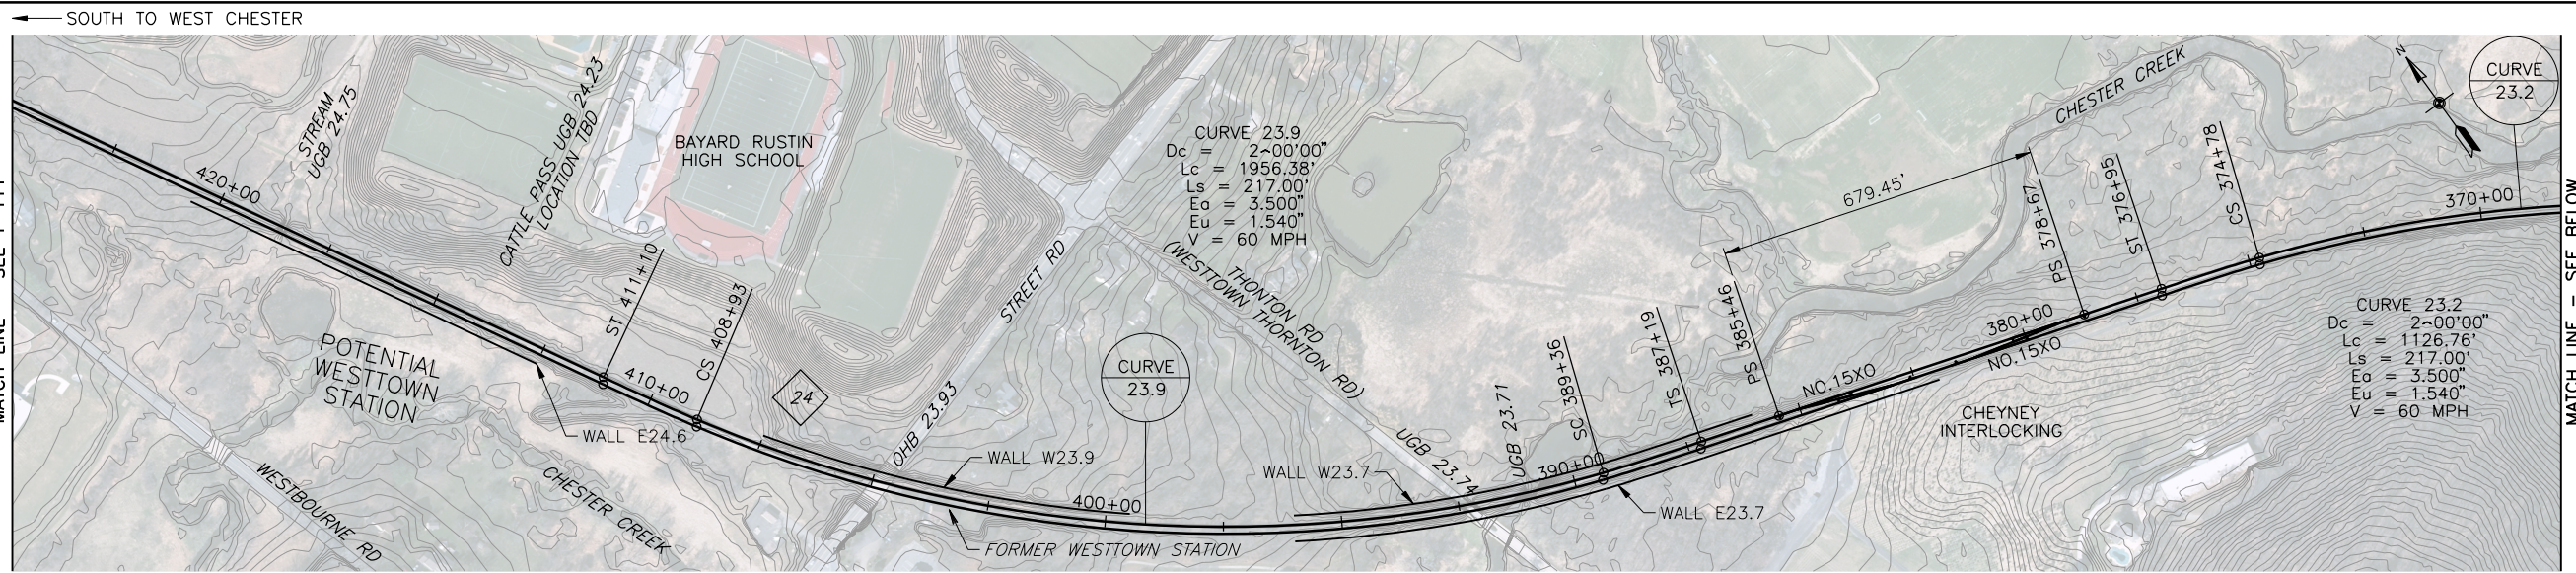 SOUTH TO WEST CHESTER
STREAM
UGB 24.75
420+00
CATTLE PASS UGB 24.23
LOCATION TBD
BAYARD RUSTIN
HIGH SCHOOL
ST 411+10
CS 408+93
410+00
24
POTENTIAL
WESTTOWN
STATION
WALL E24.6
WESTBOURNE RD
CHESTER CREEK
OHB 23.93
STREET RD
WALL W23.9
FORMER WESTTOWN STATION
400+00
CURVE
23.9
CURVE 23.9
Dc = 2~00'00"
Lc = 1956.38'
Ls = 217.00'
Ea = 3.500"
Eu = 1.540"
V = 60 MPH
THONTON RD
(WESTTOWN THORNTON RD)
WALL W23.7
UGB 23.74
UGB 23.71
390+00
SC 389+36
WALL E23.7
TS 387+19
PS 385+46
679.45'
NO.15XO
380+00
NO.15XO
CHEYNEY
INTERLOCKING
PS 378+67
ST 376+95
CS 374+78
CHESTER CREEK
N
370+00
CURVE
23.2
CURVE 23.2
Dc = 2~00'00"
Lc = 1126.76'
Ls = 217.00'
Ea = 3.500"
Eu = 1.540"
V = 60 MPH
MATCH LINE - SEE BELOW